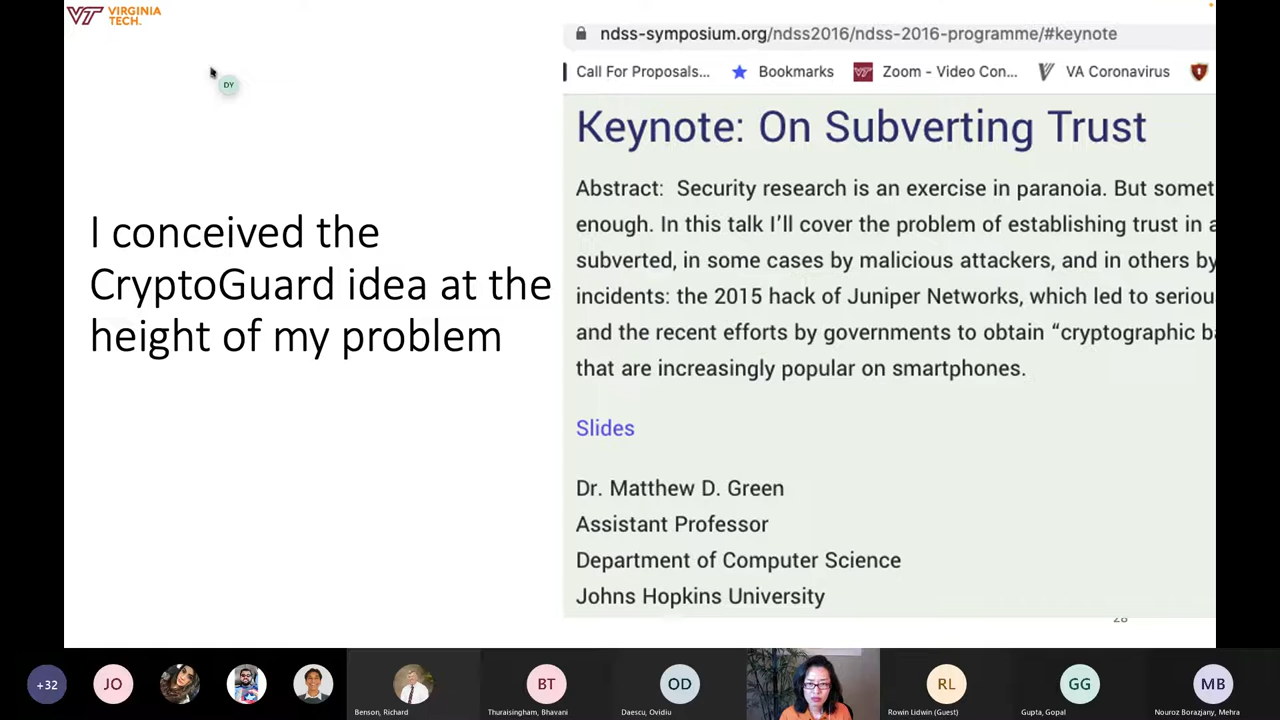 VIRGINIA
TECH.
DY
I conceived the
CryptoGuard idea at the
height of my problem
ndss-symposium.org/ndss2016/ndss-2016-programme/#keynote
Call For Proposals... Bookmarks Zoom - Video Con... VA Coronavirus
Keynote: On Subverting Trust
Abstract: Security research is an exercise in paranoia. But somet
enough. In this talk I'll cover the problem of establishing trust in a
subverted, in some cases by malicious attackers, and in others by
incidents: the 2015 hack of Juniper Networks, which led to seriou
and the recent efforts by governments to obtain “cryptographic ba
that are increasingly popular on smartphones.
Slides
Dr. Matthew D. Green
Assistant Professor
Department of Computer Science
Johns Hopkins University
28
+32 JO BT OD RL GG MB
Benson, Richard Thuraisingham, Bhavani Daescu, Ovidiu Rowin Lidwin (Guest) Gupta, Gopal Nouroz Borazjany, Mehra